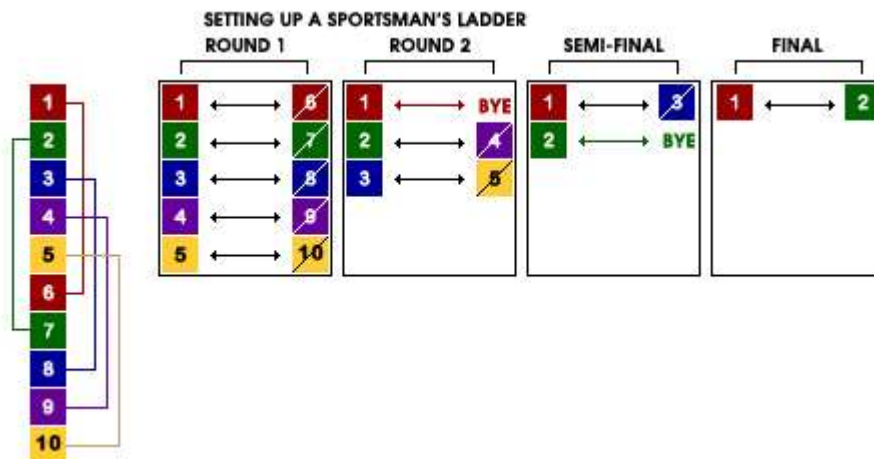 SETTING UP A SPORTSMAN'S LADDER
ROUND 1 ROUND 2 SEMI-FINAL FINAL
1 1 6 1 BYE 1 3 1 2
2 2 7 2 4 2 BYE
3 3 8 3 5
4 4 9
5 5 10
6
7
8
9
10